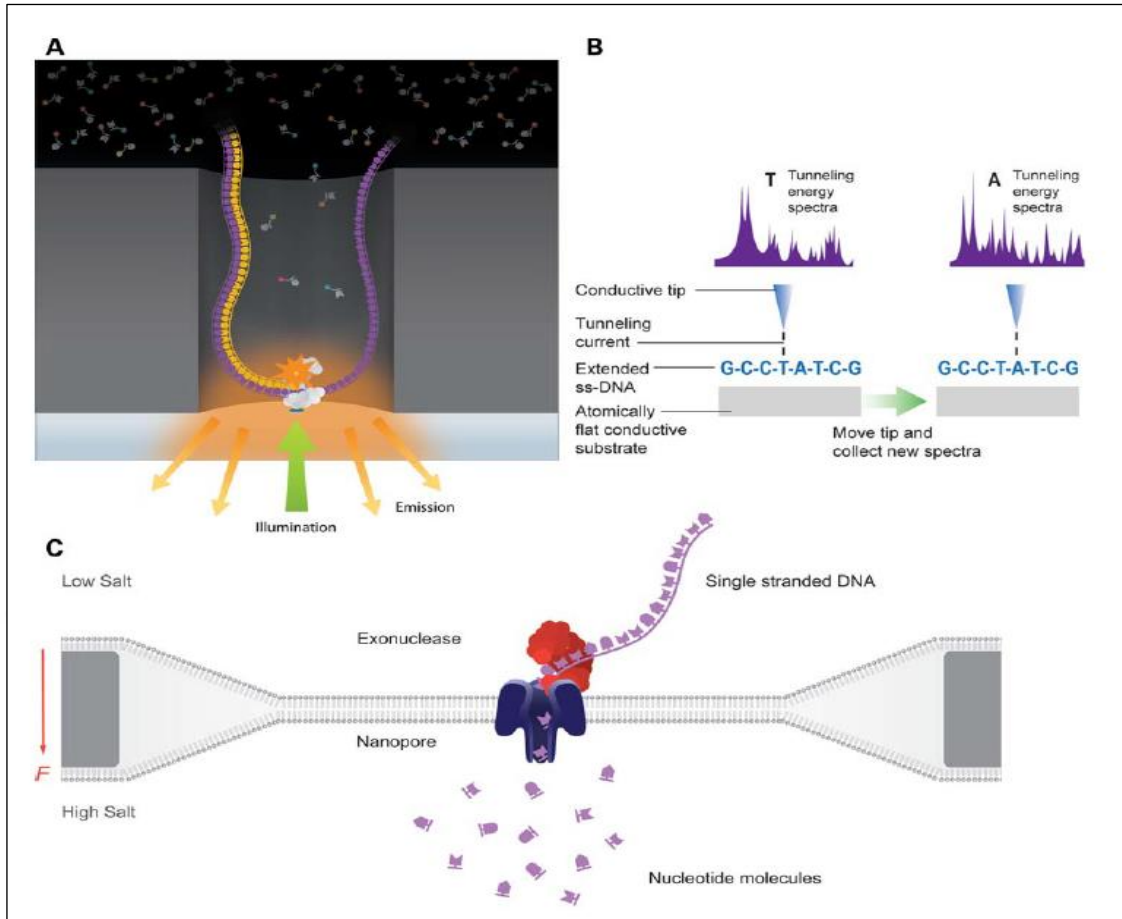 A
B
T
Tunneling
energy
spectra
A
Tunneling
energy
spectra
Conductive tip
Tunneling
current
Extended
ss-DNA
G-C-C-T-A-T-C-G
G-C-C-T-A-T-C-G
Atomically
flat conductive
substrate
Move tip and
collect new spectra
Emission
Illumination
C
Low Salt
Single stranded DNA
Exonuclease
Nanopore
F
High Salt
Nucleotide molecules